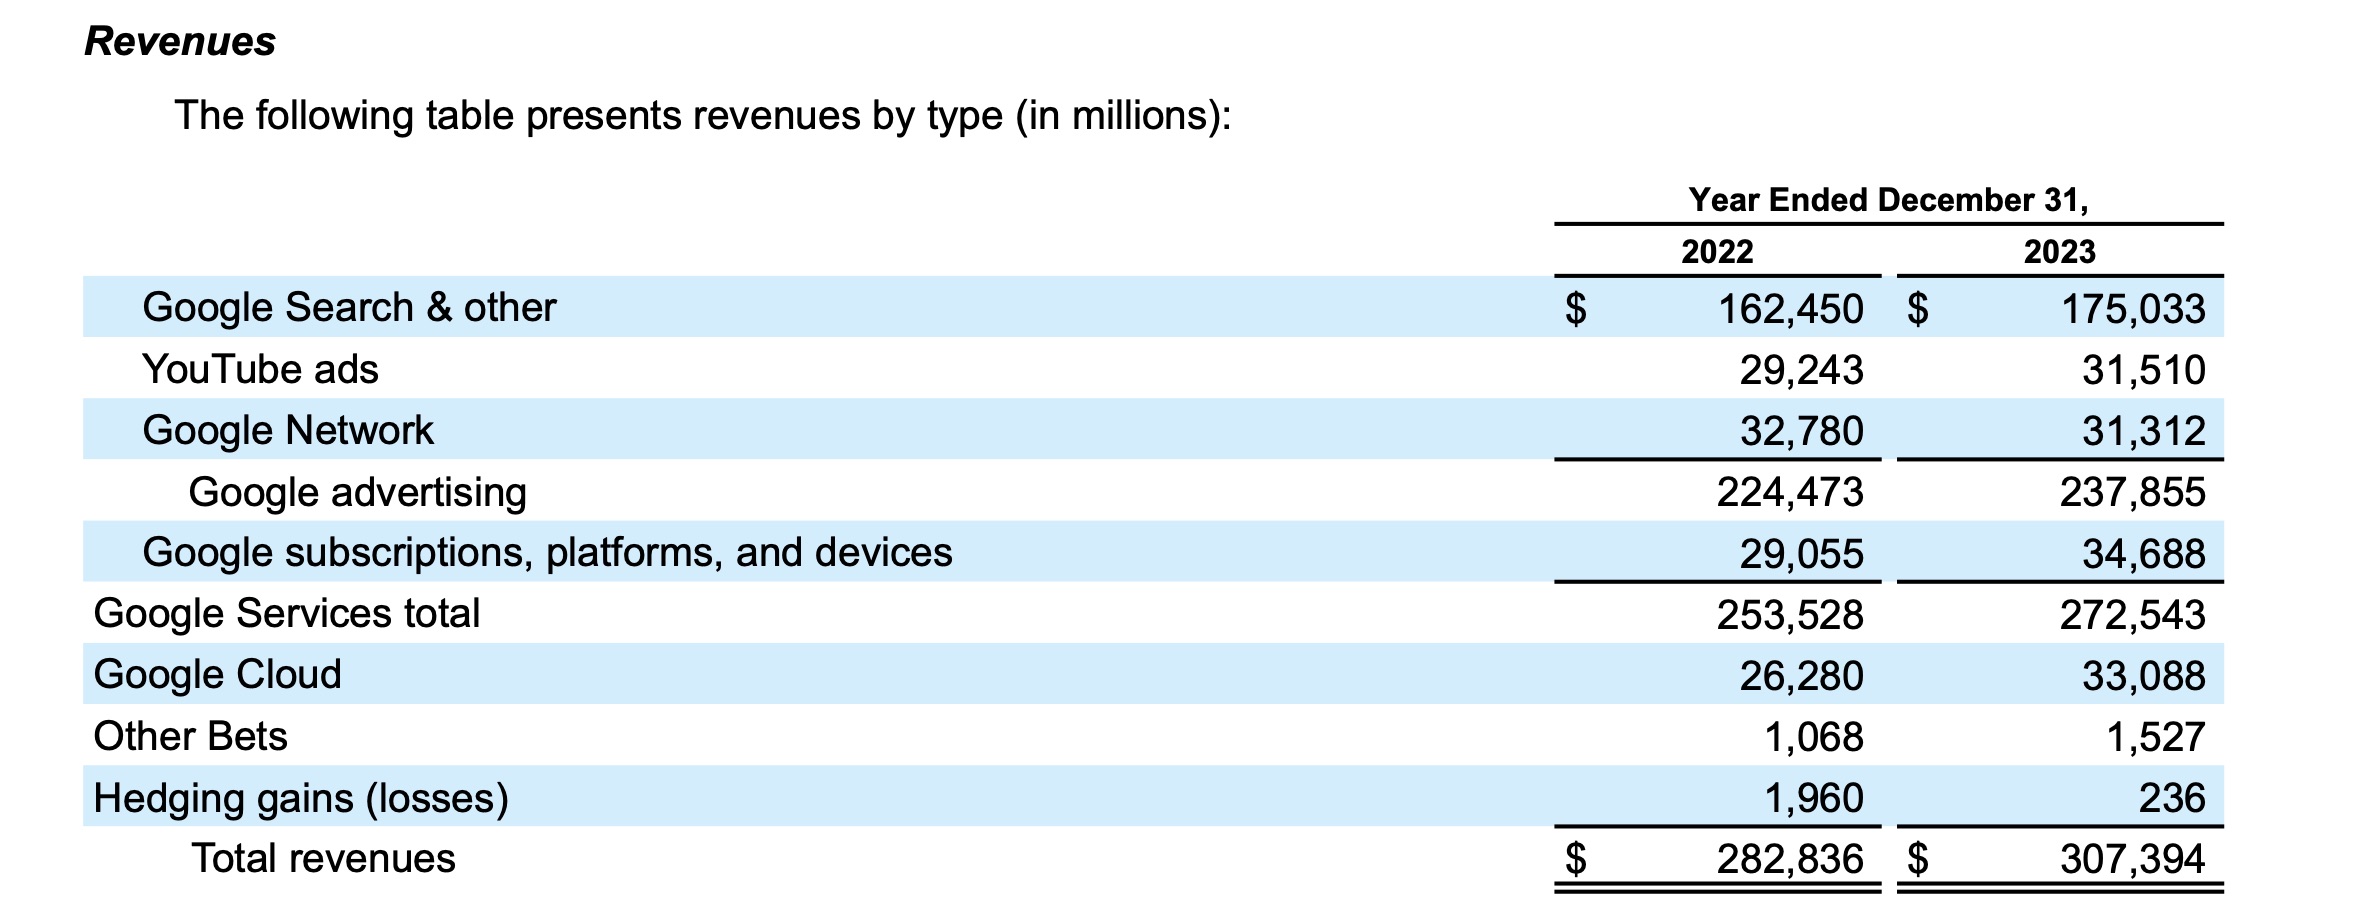 Revenues
The following table presents revenues by type (in millions):
Year Ended December 31,
2022 2023
Google Search & other $ 162,450 $ 175,033
YouTube ads 29,243 31,510
Google Network 32,780 31,312
Google advertising 224,473 237,855
Google subscriptions, platforms, and devices 29,055 34,688
Google Services total 253,528 272,543
Google Cloud 26,280 33,088
Other Bets 1,068 1,527
Hedging gains (losses) 1,960 236
Total revenues $ 282,836 $ 307,394